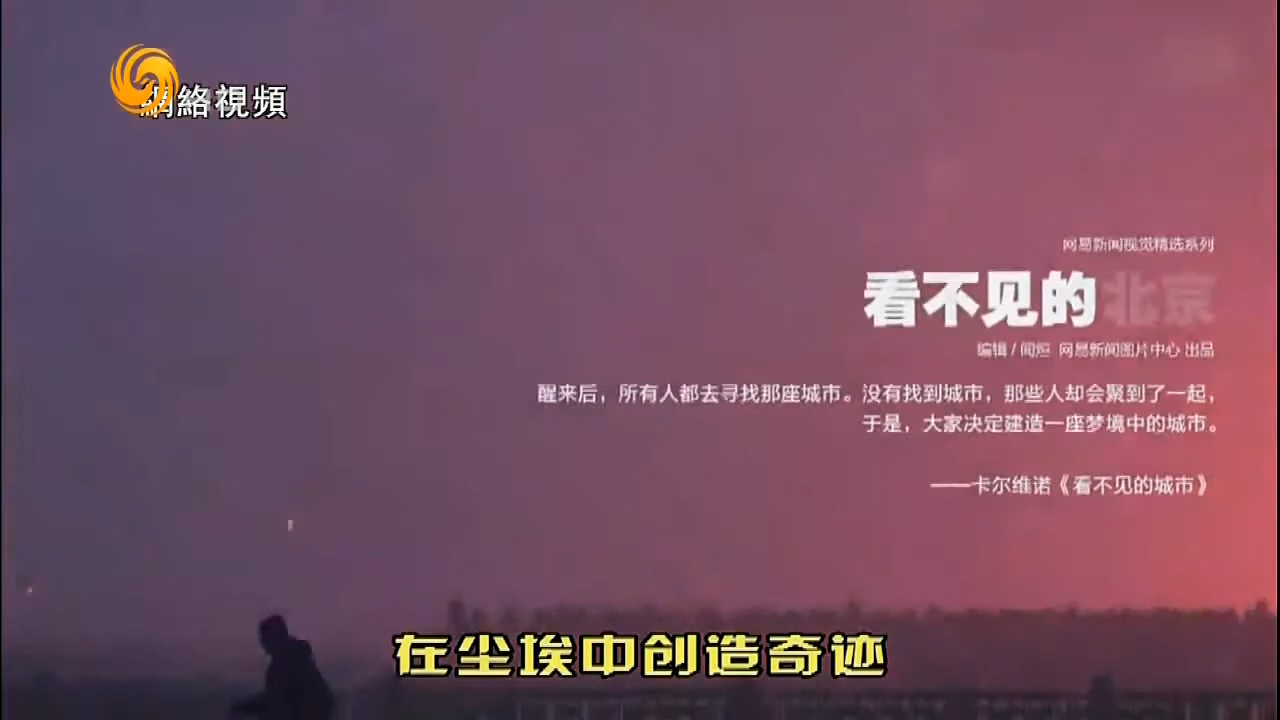 網絡視頻
网易新闻视觉精选系列
看不见的北京
编辑 / 闻烜 网易新闻图片中心 出品
醒来后，所有人都去寻找那座城市。没有找到城市，那些人却会聚到了一起，
于是，大家决定建造一座梦境中的城市。
——卡尔维诺《看不见的城市》
在尘埃中创造奇迹